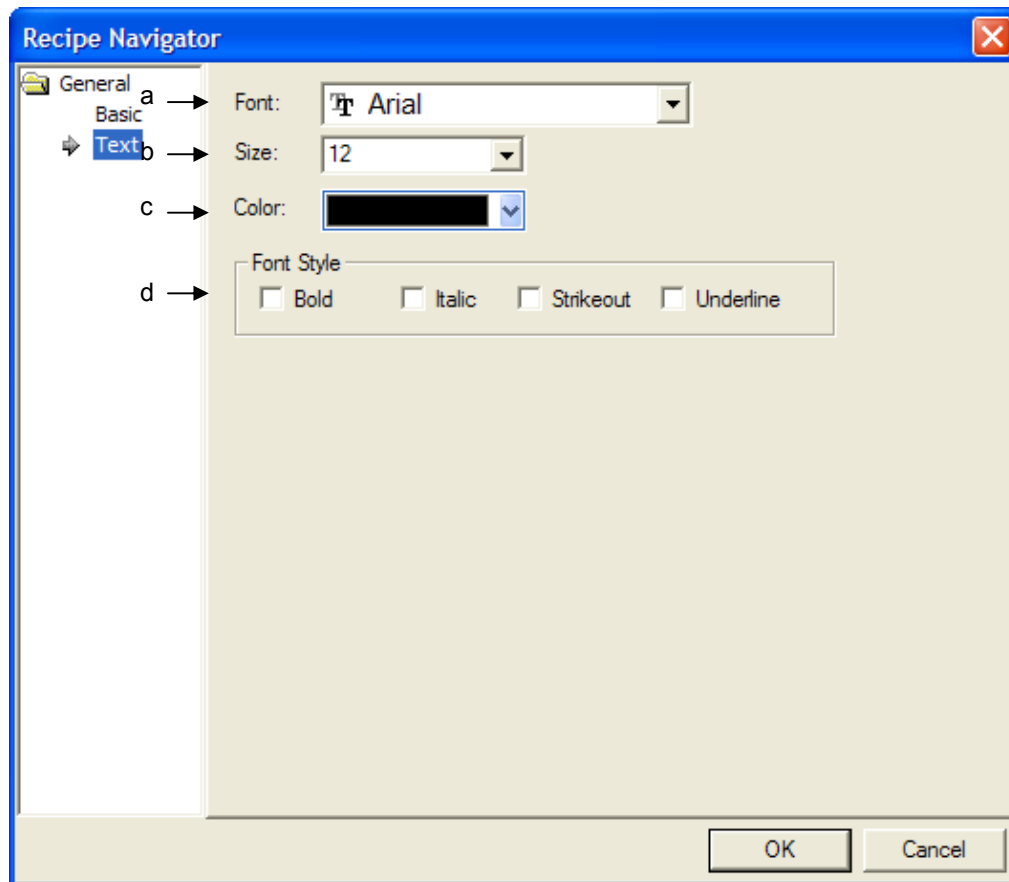 Recipe Navigator
General
Basic
Text
a Font: Arial
b Size: 12
c Color:
Font Style
d Bold Italic Strikeout Underline
OK Cancel